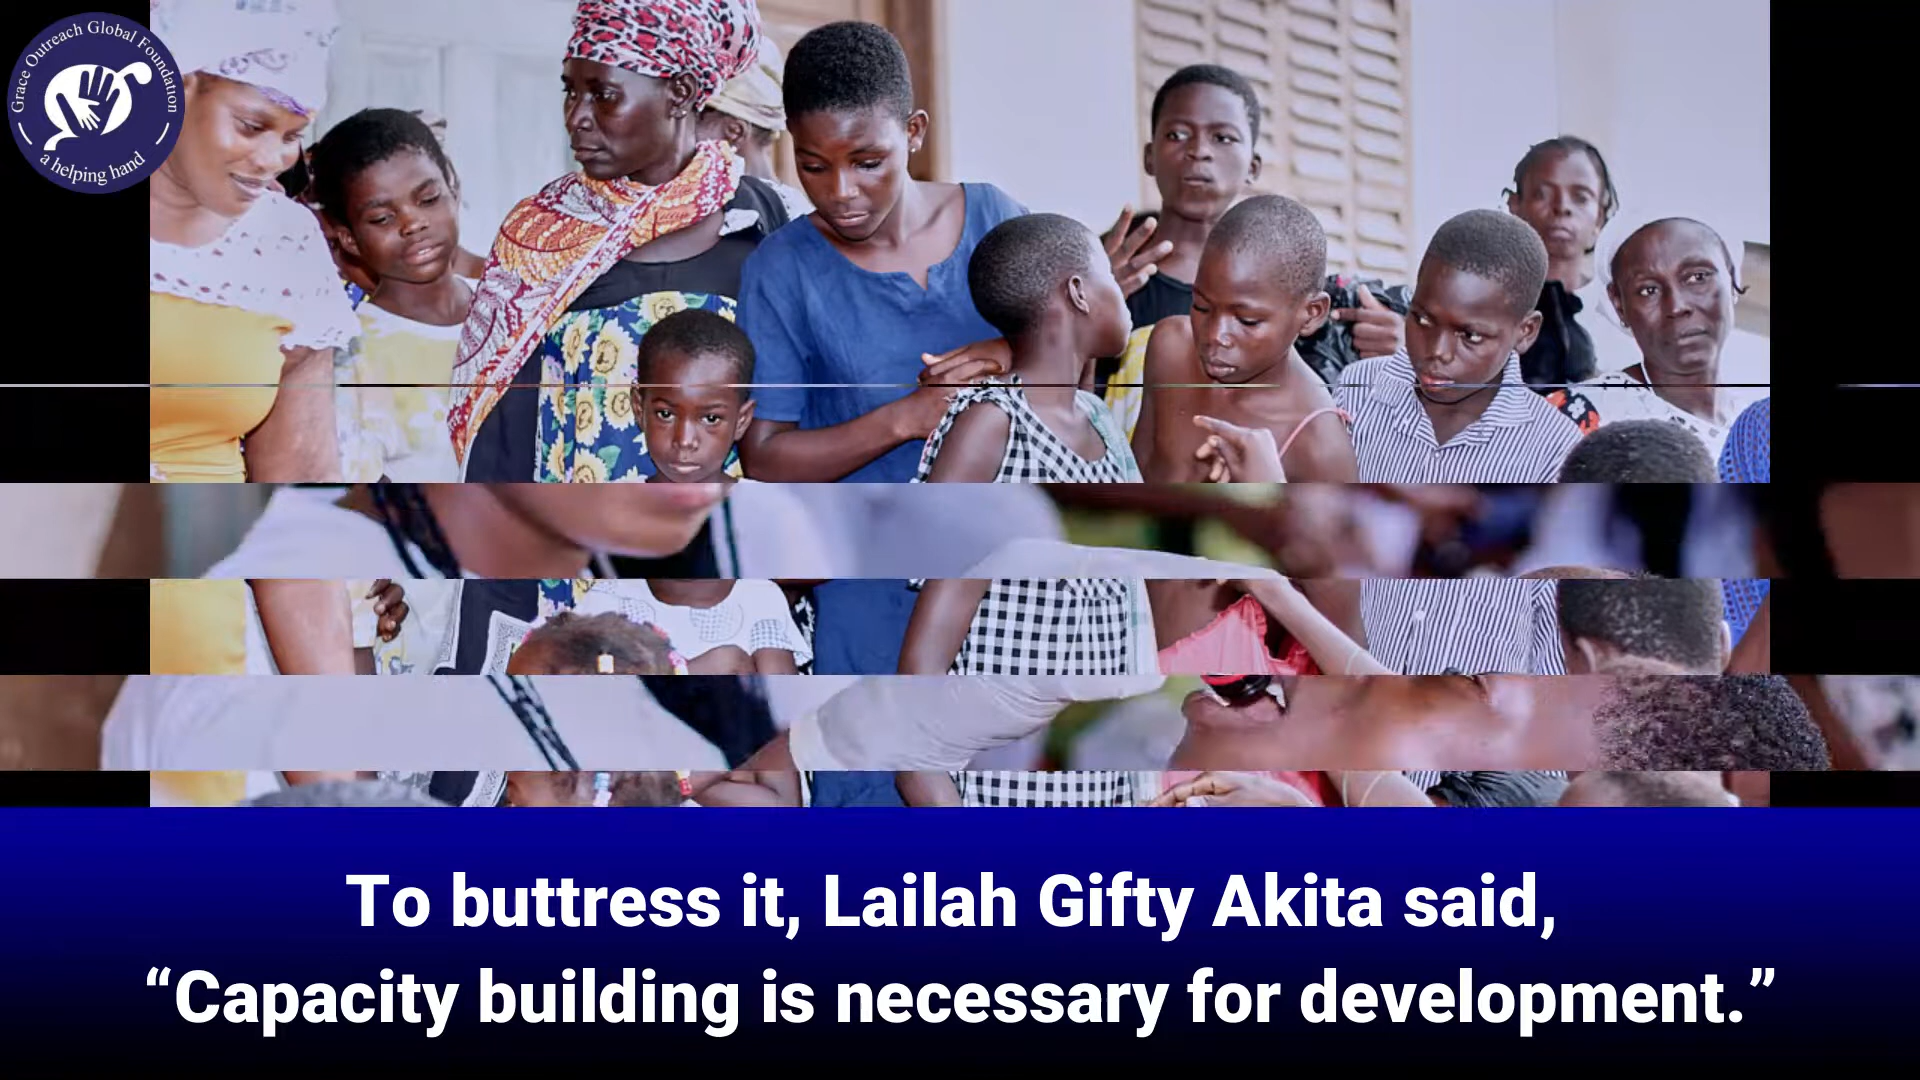 Grace Outreach Global Foundation
a helping hand
To buttress it, Lailah Gifty Akita said,
“Capacity building is necessary for development.”